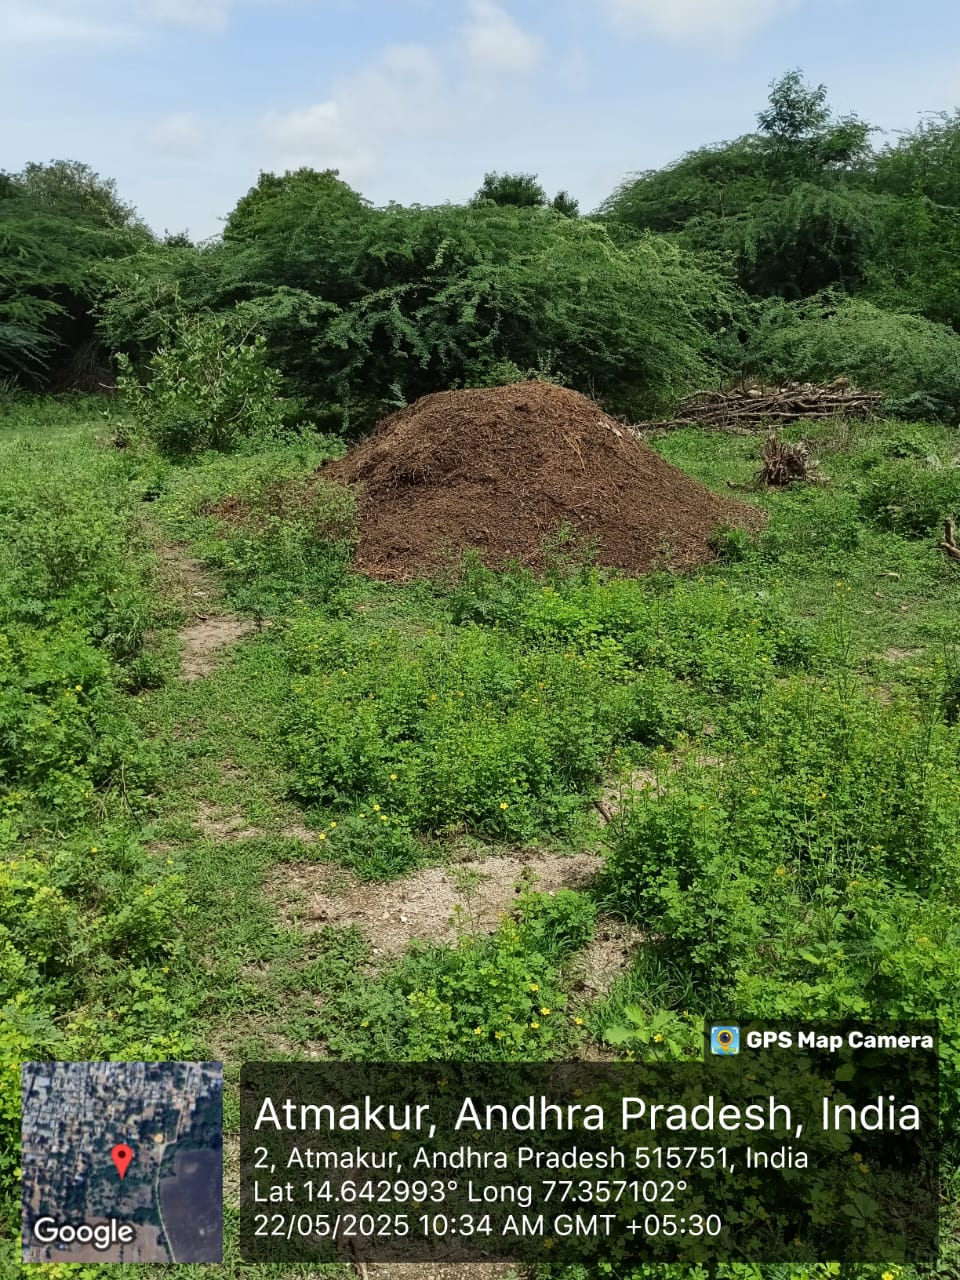 GPS Map Camera
Atmakur, Andhra Pradesh, India
2, Atmakur, Andhra Pradesh 515751, India
Lat 14.642993° Long 77.357102°
22/05/2025 10:34 AM GMT +05:30
Google